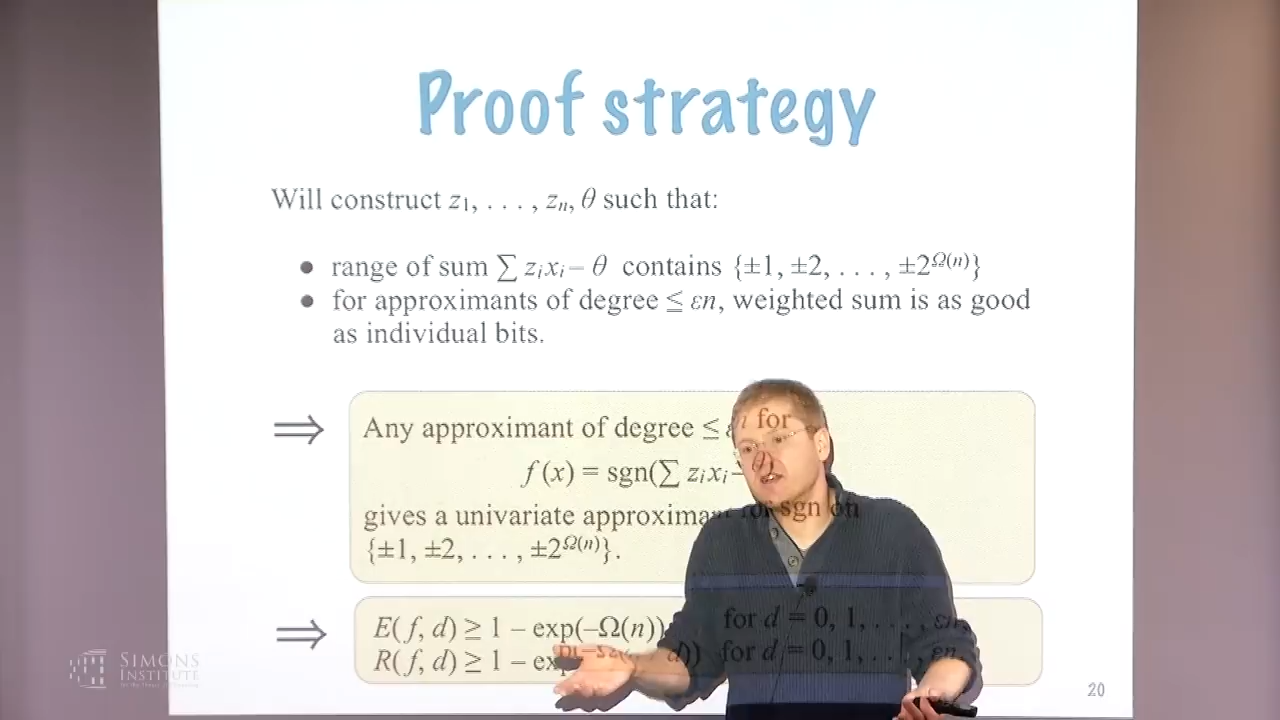 Proof strategy
Will construct z₁, . . . , zₙ, θ such that:
• range of sum ∑ zᵢxᵢ – θ contains {±1, ±2, . . . , ±2^Ω(n)}
• for approximants of degree ≦ εn, weighted sum is as good
as individual bits.
⇒ Any approximant of degree ≤ εn for
f (x) = sgn(∑ zᵢxᵢ –
gives a univariate approximant for sgn on
{±1, ±2, . . . , ±2^Ω(n)}.
⇒ E(f, d) ≥ 1 – exp(–Ω(n)) for d = 0, 1, . . . , εn,
R(f, d) ≥ 1 – exp d)) for d = 0, 1, . . , εn
SIMONS
INSTITUTE
20